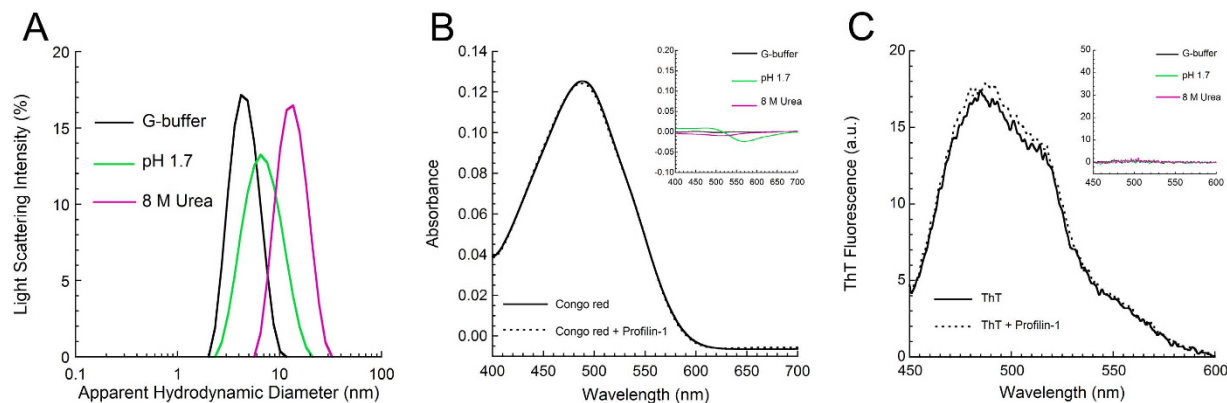 A
Light Scattering Intensity (%)
20
15
10
5
0
G-buffer
pH 1.7
8 M Urea
0.1
1
10
100
Apparent Hydrodynamic Diameter (nm)
B
Absorbance
0.14
0.12
0.10
0.08
0.06
0.04
0.02
0.00
0.20
0.15
0.10
0.05
0.00
-0.05
-0.10
G-buffer
pH 1.7
8 M Urea
400 450 500 550 600 650 700
Congo red
Congo red + Profilin-1
400 450 500 550 600 650 700
Wavelength (nm)
C
ThT Fluorescence (a.u.)
20
15
10
5
0
50
40
30
20
10
0
G-buffer
pH 1.7
8 M Urea
450 500 550 600
ThT
ThT + Profilin-1
450 500 550 600
Wavelength (nm)